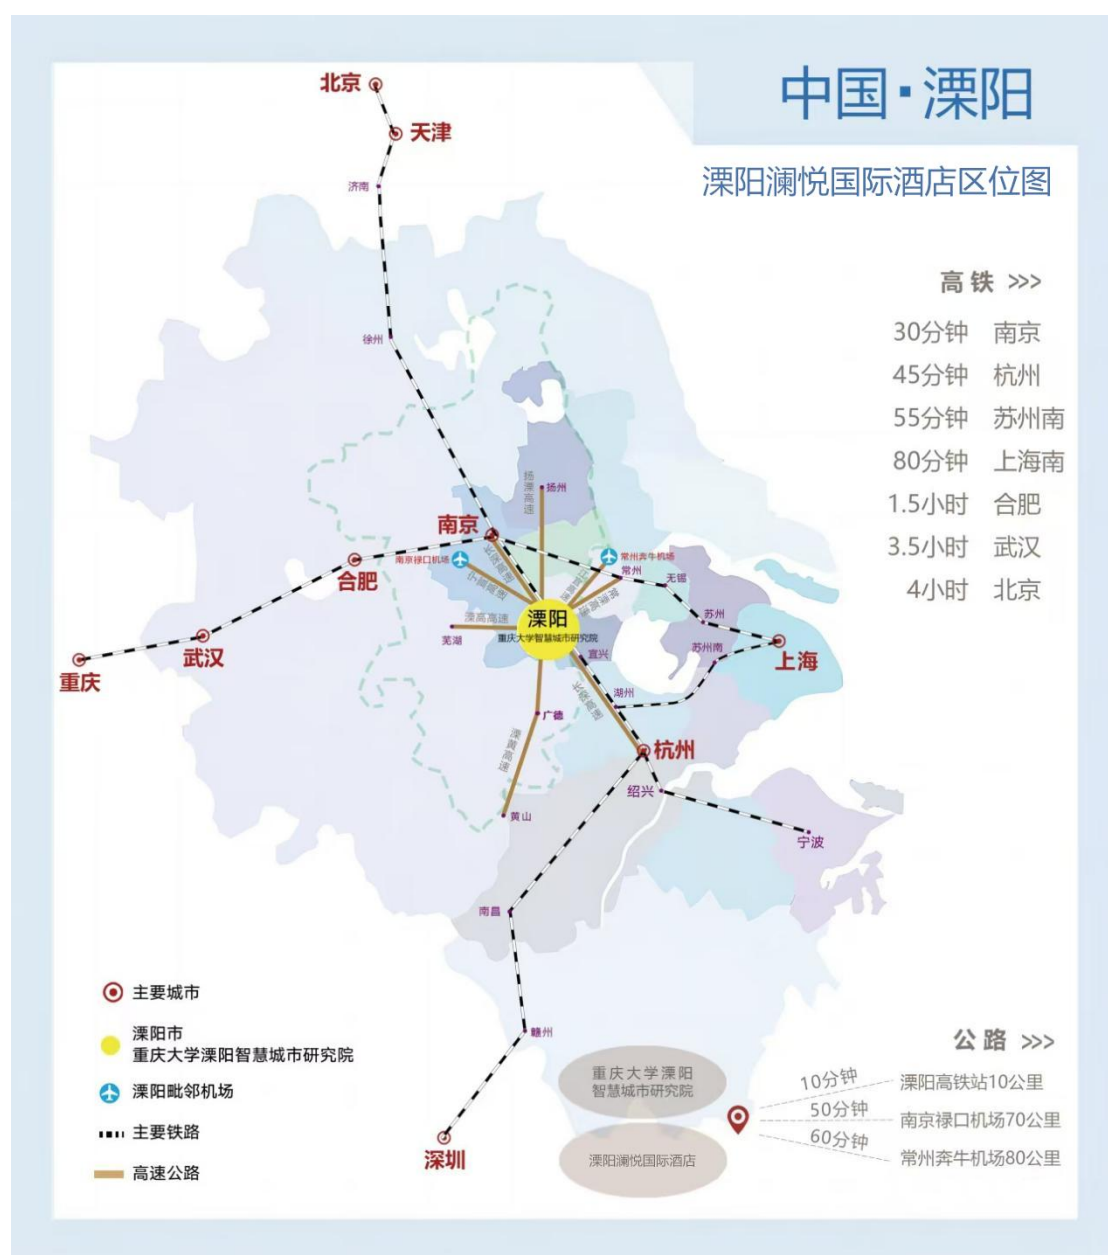 中国·溧阳
溧阳澜悦国际酒店区位图
高铁 >>>
30分钟 南京
45分钟 杭州
55分钟 苏州南
80分钟 上海南
1.5小时 合肥
3.5小时 武汉
4小时 北京
北京
天津
济南
徐州
扬溧高速
扬州
南京
南京禄口机场
常州奔牛机场
合肥
宁杭高速
宁宣高速
常州
无锡
溧高高速
芜湖
溧阳
重庆大学智慧城市研究院
苏州
武汉
重庆
宜兴
苏州南
上海
湖州
广德
溧黄高速
杭州
绍兴
黄山
宁波
南昌
赣州
深圳
主要城市
溧阳市
重庆大学溧阳智慧城市研究院
溧阳毗邻机场
主要铁路
高速公路
公路 >>>
重庆大学溧阳
智慧城市研究院
溧阳澜悦国际酒店
10分钟 溧阳高铁站10公里
50分钟 南京禄口机场70公里
60分钟 常州奔牛机场80公里